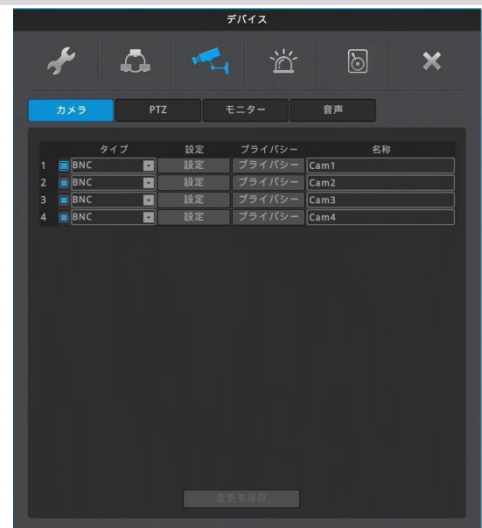 デバイス
カメラ PTZ モニター 音声
タイプ 設定 プライバシー 名称
1 BNC 設定 プライバシー Cam1
2 BNC 設定 プライバシー Cam2
3 BNC 設定 プライバシー Cam3
4 BNC 設定 プライバシー Cam4
変更を保存